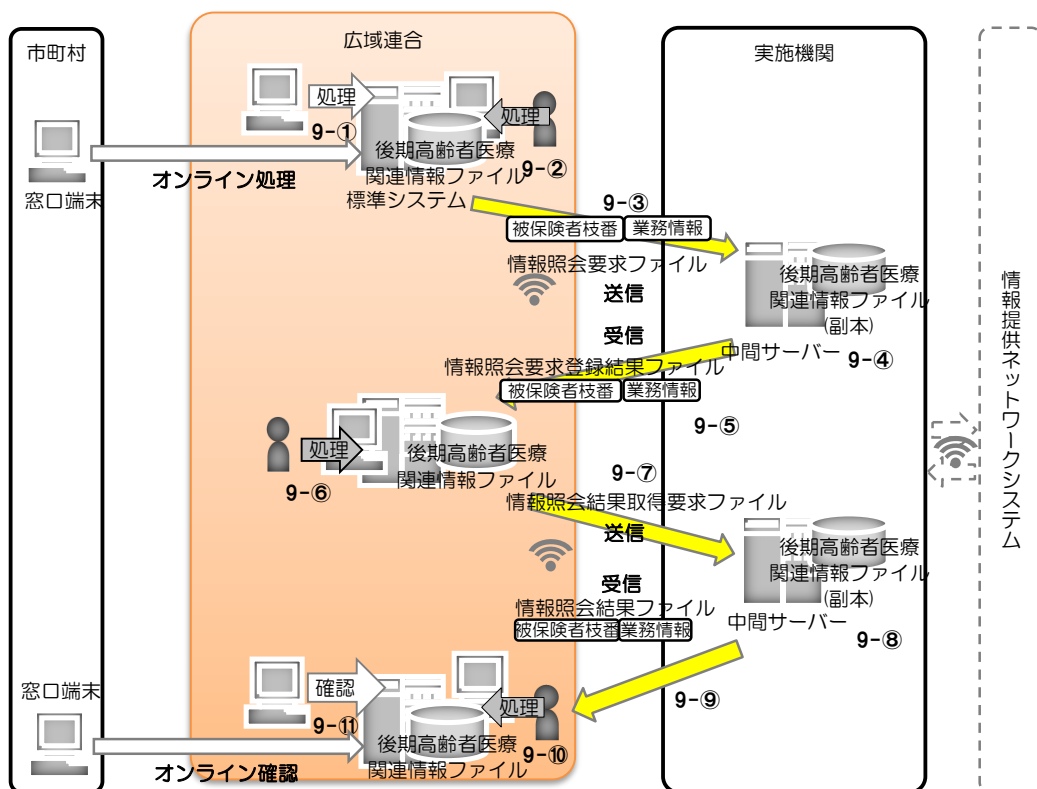 市町村
広域連合
実施機関
処理
9-①
処理
9-②
後期高齢者医療
関連情報ファイル
標準システム
窓口端末
オンライン処理
9-③
被保険者枝番
業務情報
情報照会要求ファイル
送信
後期高齢者医療
関連情報ファイル
(副本)
中間サーバー
9-④
受信
情報照会要求登録結果ファイル
被保険者枝番
業務情報
9-⑤
処理
9-⑥
後期高齢者医療
関連情報ファイル
9-⑦
情報照会結果取得要求ファイル
送信
後期高齢者医療
関連情報ファイル
(副本)
中間サーバー
9-⑧
受信
情報照会結果ファイル
被保険者枝番
業務情報
9-⑨
確認
9-⑪
処理
9-⑩
後期高齢者医療
関連情報ファイル
窓口端末
オンライン確認
情報提供ネットワークシステム